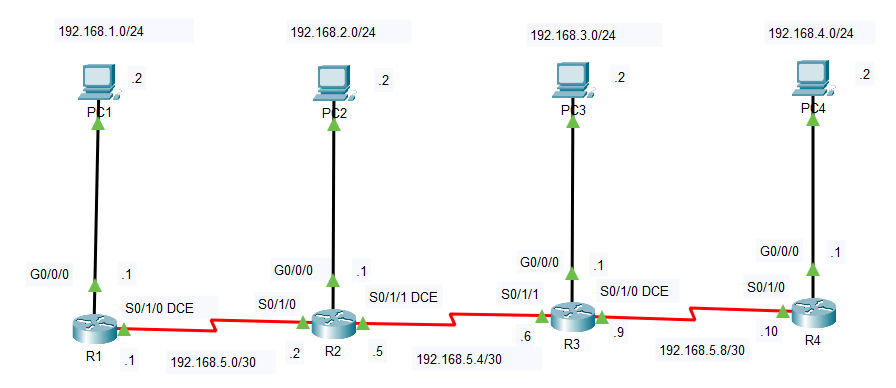 192.168.1.0/24
192.168.2.0/24
192.168.3.0/24
192.168.4.0/24
.2
.2
.2
.2
PC1
PC2
PC3
PC4
G0/0/0
.1
G0/0/0
.1
G0/0/0
.1
G0/0/0
.1
S0/1/0 DCE
S0/1/0
S0/1/1 DCE
S0/1/1
S0/1/0 DCE
S0/1/0
R1
.1
192.168.5.0/30
.2
R2
.5
192.168.5.4/30
.6
R3
.9
192.168.5.8/30
.10
R4